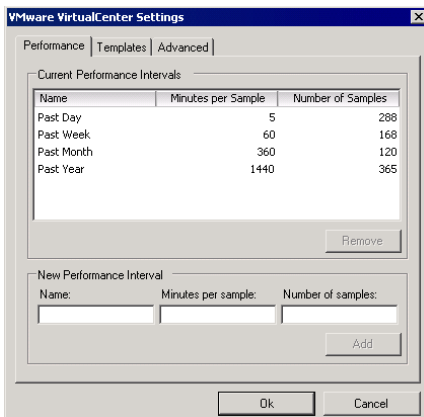 VMware VirtualCenter Settings
Performance Templates Advanced
Current Performance Intervals
Name Minutes per Sample Number of Samples
Past Day 5 288
Past Week 60 168
Past Month 360 120
Past Year 1440 365
Remove
New Performance Interval
Name: Minutes per sample: Number of samples:
Add
Ok Cancel